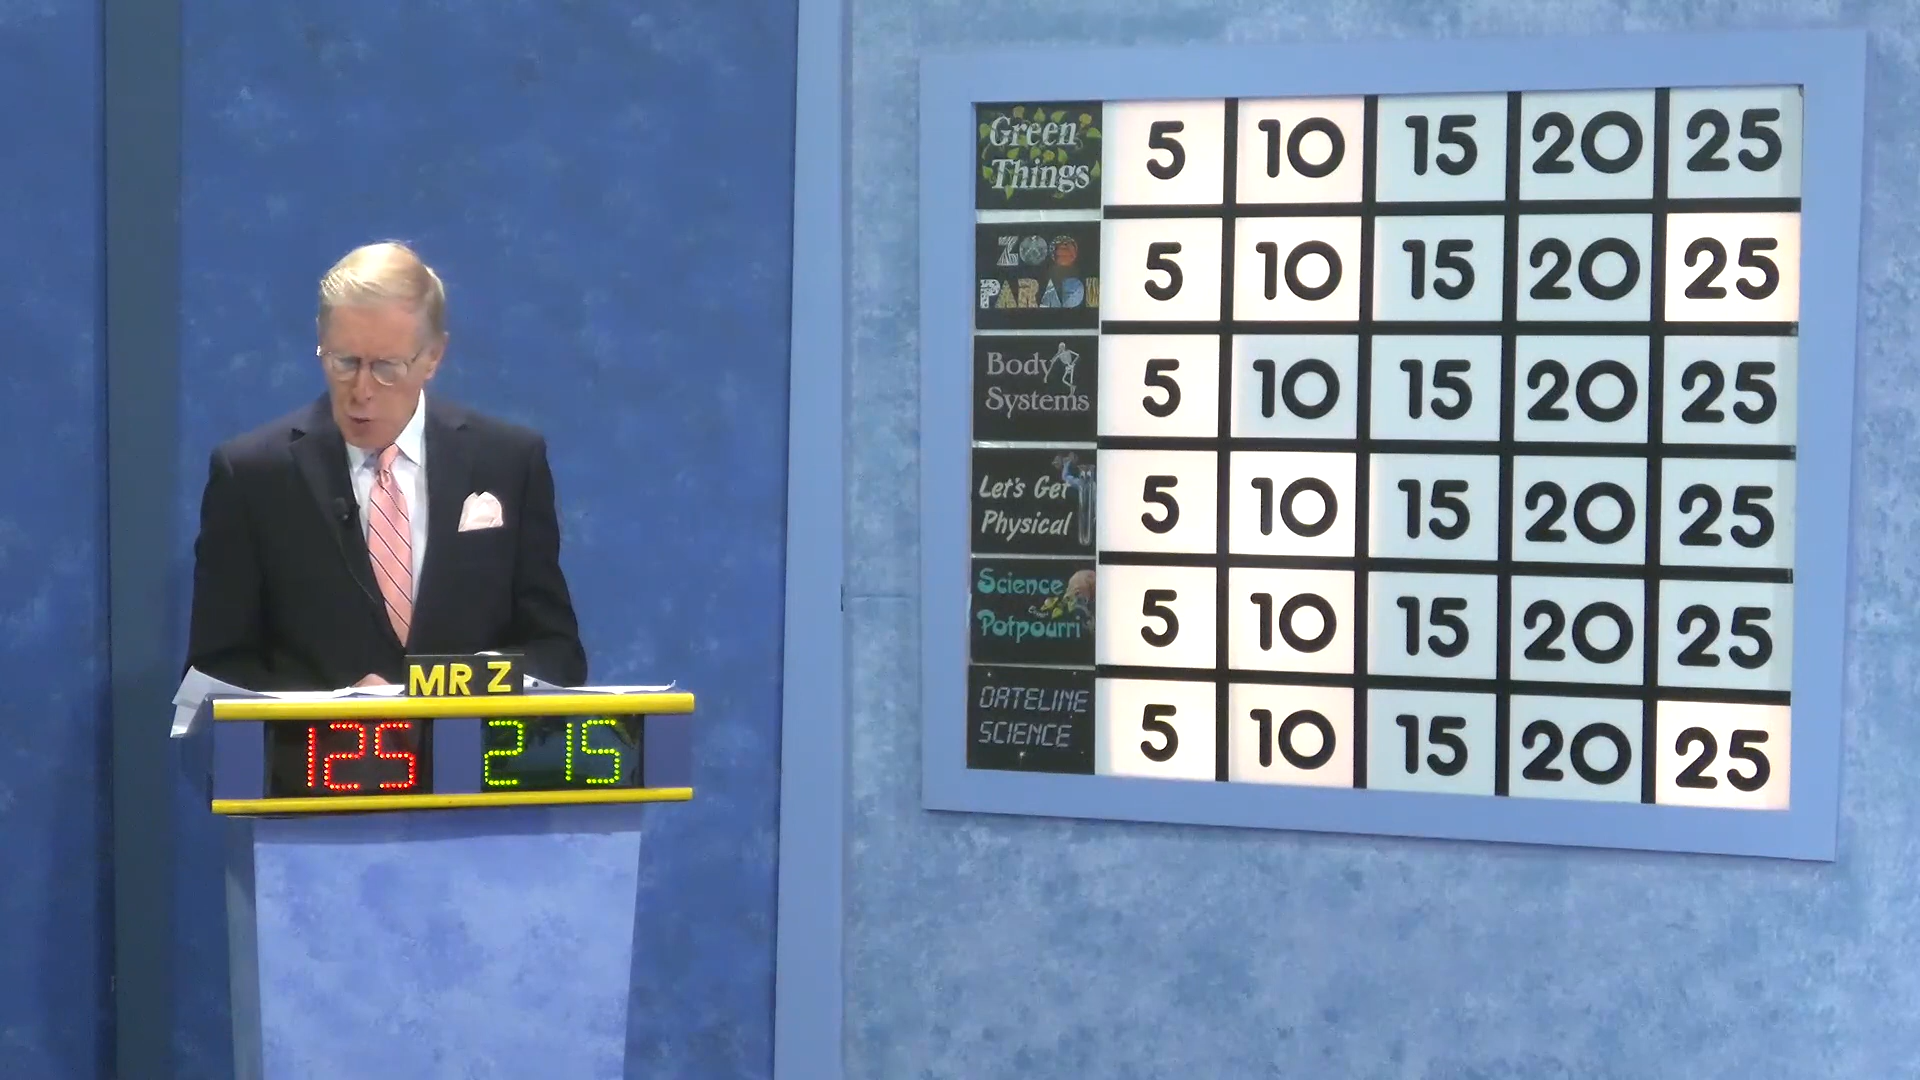 Green
Things
5 10 15 20 25
ZOO
PARADI
5 10 15 20 25
Body
Systems
5 10 15 20 25
Let's Get
Physical
5 10 15 20 25
Science
Potpourri
5 10 15 20 25
DATELINE
SCIENCE
5 10 15 20 25
MR Z
125 215